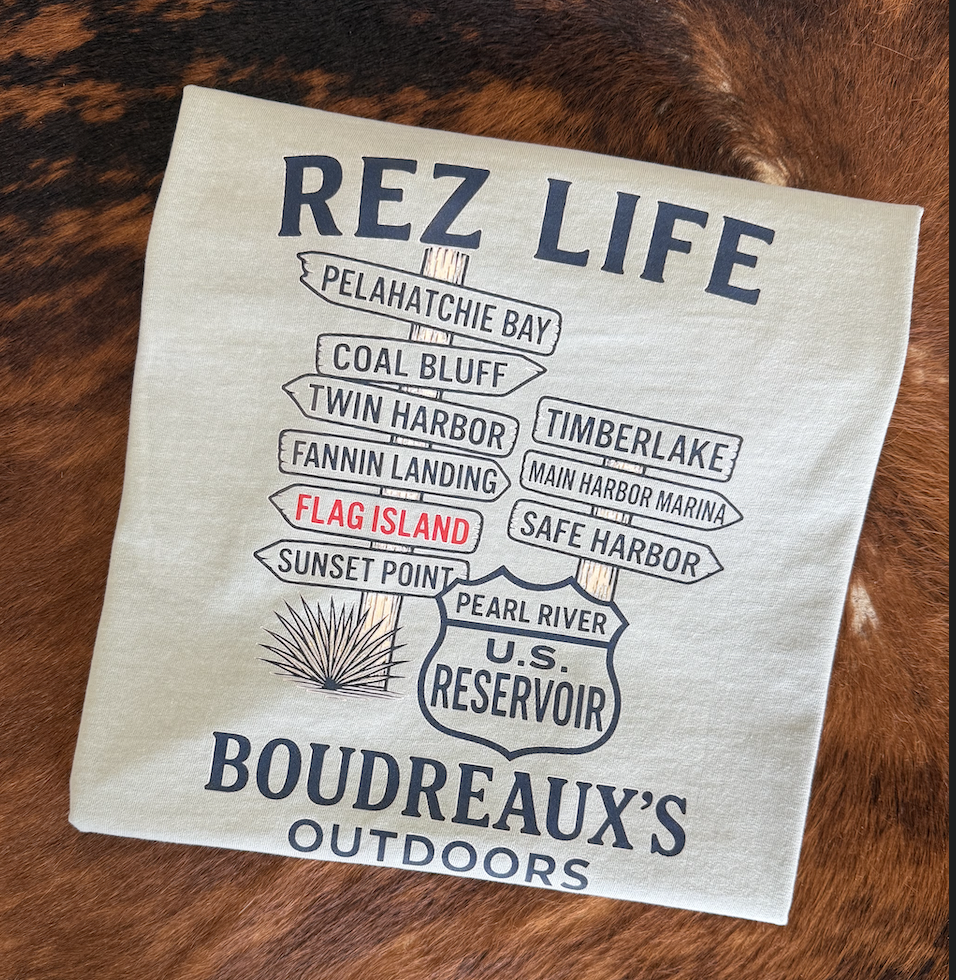 REZ LIFE
PELAHATCHIE BAY
COAL BLUFF
TWIN HARBOR
FANNIN LANDING
FLAG ISLAND
SUNSET POINT
TIMBERLAKE
MAIN HARBOR MARINA
SAFE HARBOR
PEARL RIVER
U.S.
RESERVOIR
BOUDREAUX'S
OUTDOORS